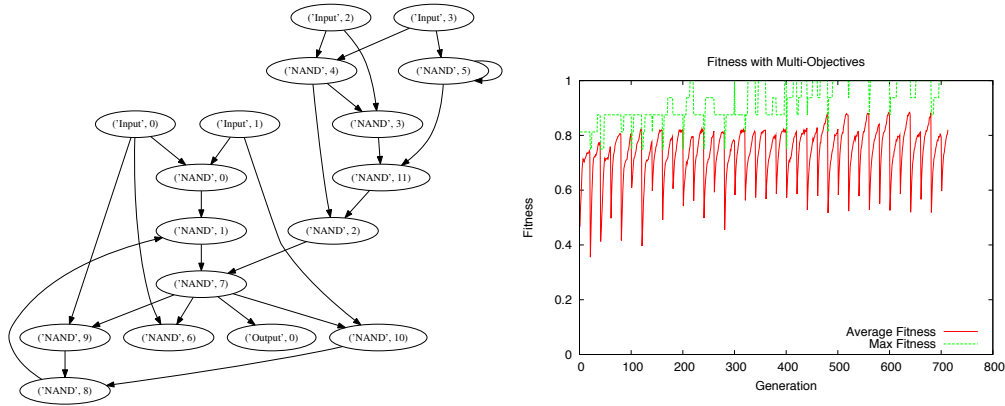 ('Input', 2)
('Input', 3)
('NAND', 4)
('NAND', 5)
('Input', 0)
('Input', 1)
('NAND', 3)
('NAND', 0)
('NAND', 11)
('NAND', 1)
('NAND', 2)
('NAND', 7)
('NAND', 9)
('NAND', 6)
('Output', 0)
('NAND', 10)
('NAND', 8)
Fitness with Multi-Objectives
1
0.8
0.6
0.4
0.2
0
Fitness
Average Fitness
Max Fitness
0 100 200 300 400 500 600 700 800
Generation